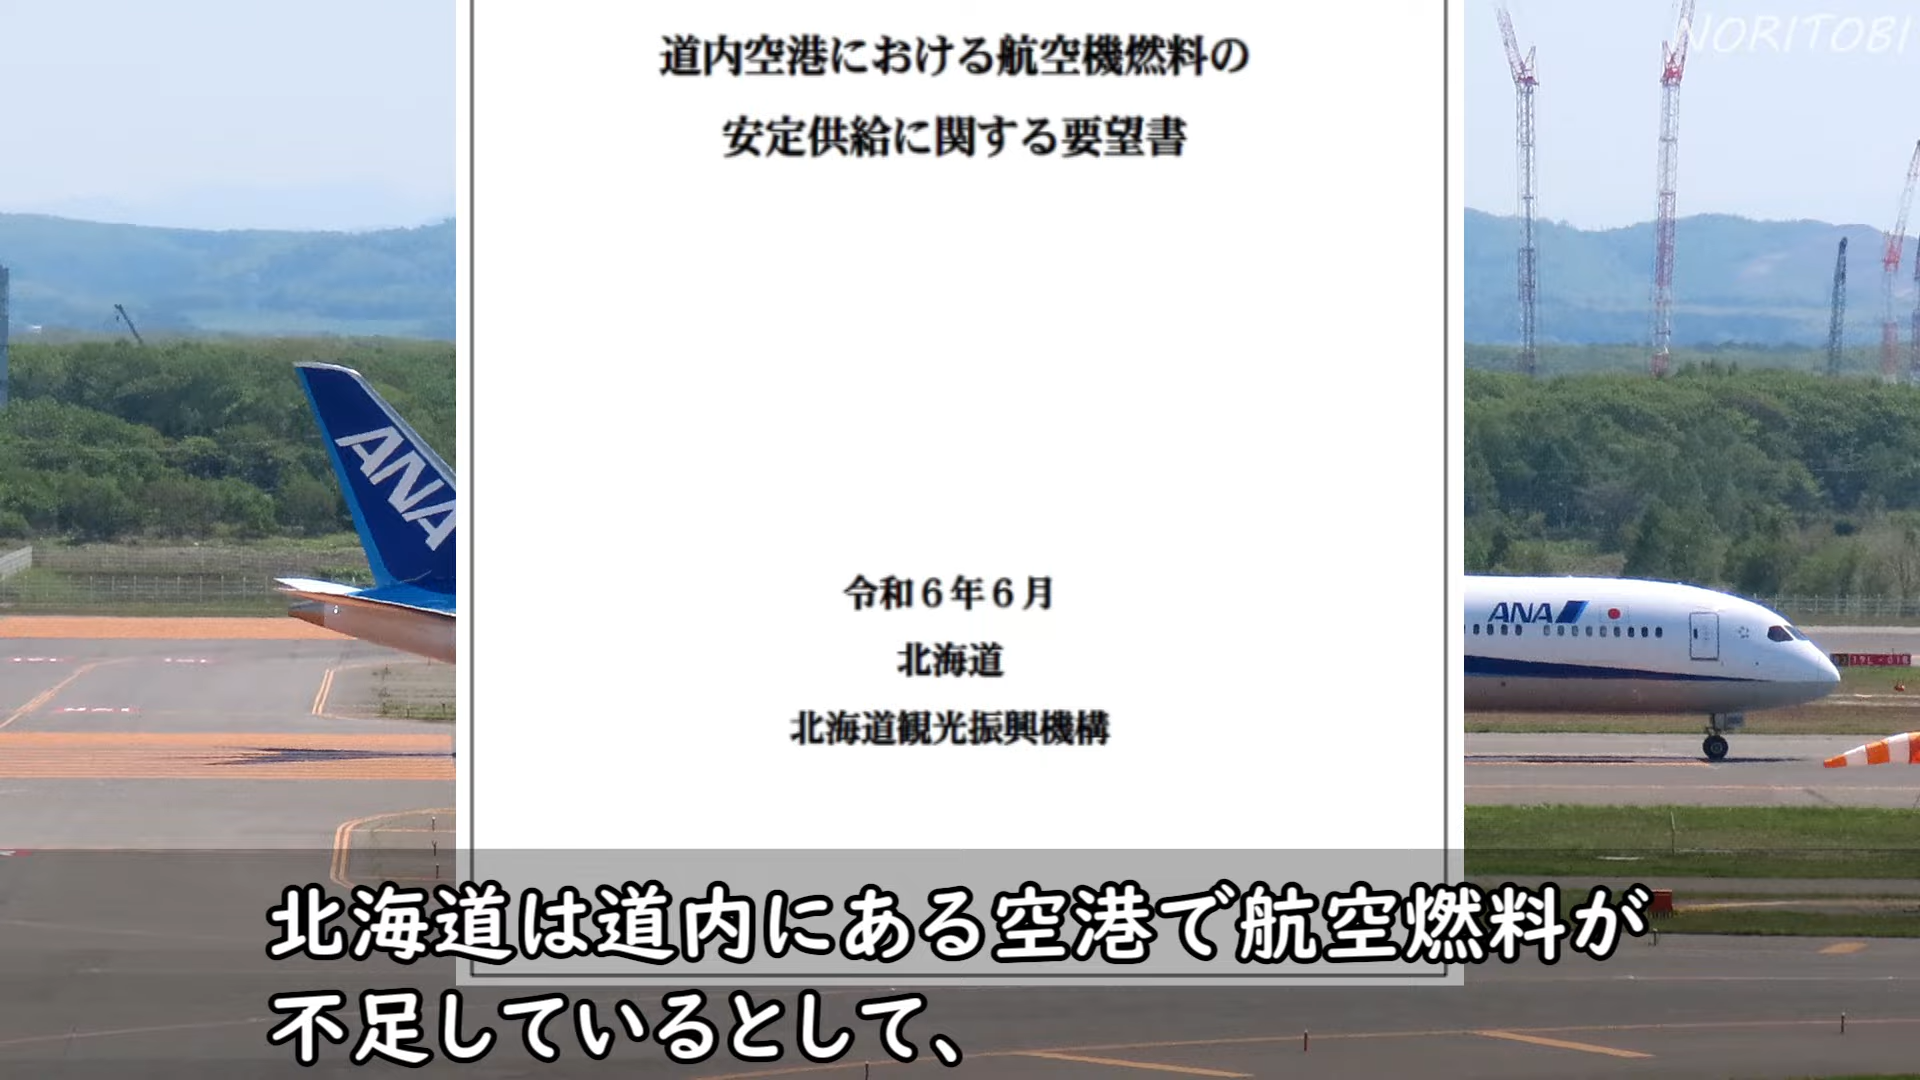 NORITOBI
道内空港における航空機燃料の
安定供給に関する要望書
ANA
令和６年６月
ANA
北海道
19L-01R
北海道観光振興機構
北海道は道内にある空港で航空燃料が
不足しているとして、